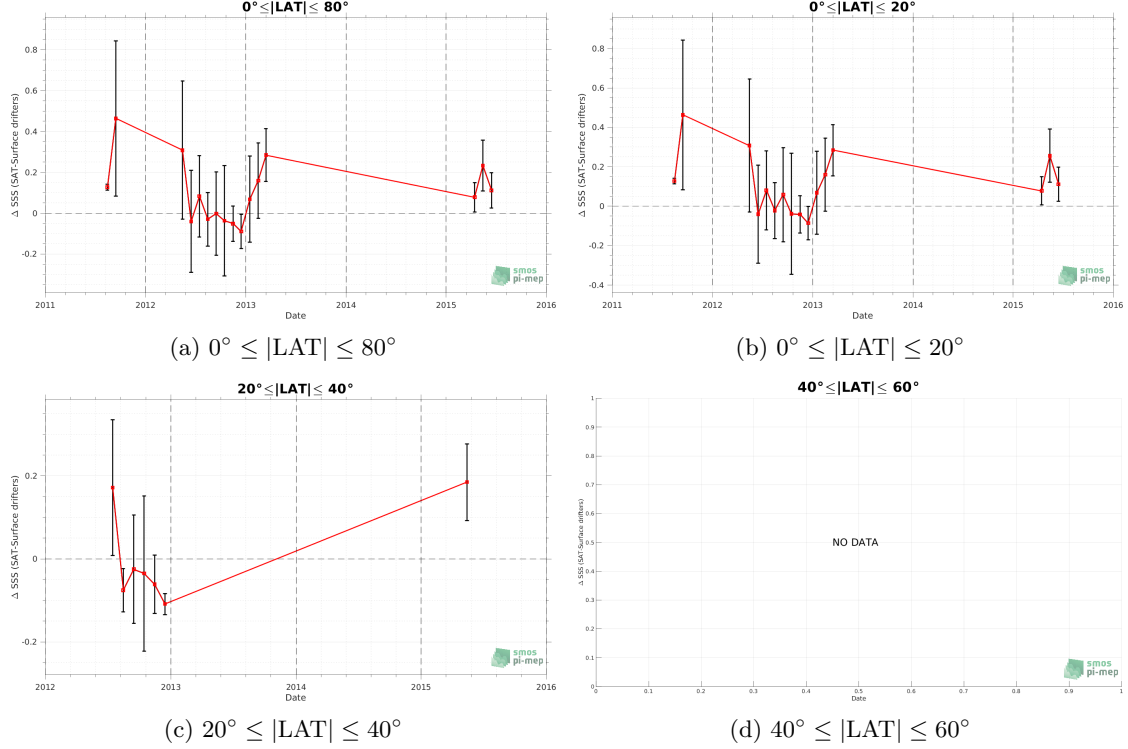 0°≤|LAT|≤ 80°
Δ SSS (SAT-Surface drifters)
0.8
0.6
0.4
0.2
0
-0.2
2011
2012
2013
2014
2015
2016
Date
smos
pi-mep
(a) 0° ≤ |LAT| ≤ 80°
0°≤|LAT|≤ 20°
Δ SSS (SAT-Surface drifters)
0.8
0.6
0.4
0.2
0
-0.2
-0.4
2011
2012
2013
2014
2015
2016
Date
smos
pi-mep
(b) 0° ≤ |LAT| ≤ 20°
20°≤|LAT|≤ 40°
Δ SSS (SAT-Surface drifters)
0.2
0
-0.2
2012
2013
2014
2015
2016
Date
smos
pi-mep
(c) 20° ≤ |LAT| ≤ 40°
40°≤|LAT|≤ 60°
Δ SSS (SAT-Surface drifters)
1
0.9
0.8
0.7
0.6
0.5
0.4
0.3
0.2
0.1
0
NO DATA
0
0.1
0.2
0.3
0.4
0.5
0.6
0.7
0.8
0.9
1
Date
smos
pi-mep
(d) 40° ≤ |LAT| ≤ 60°